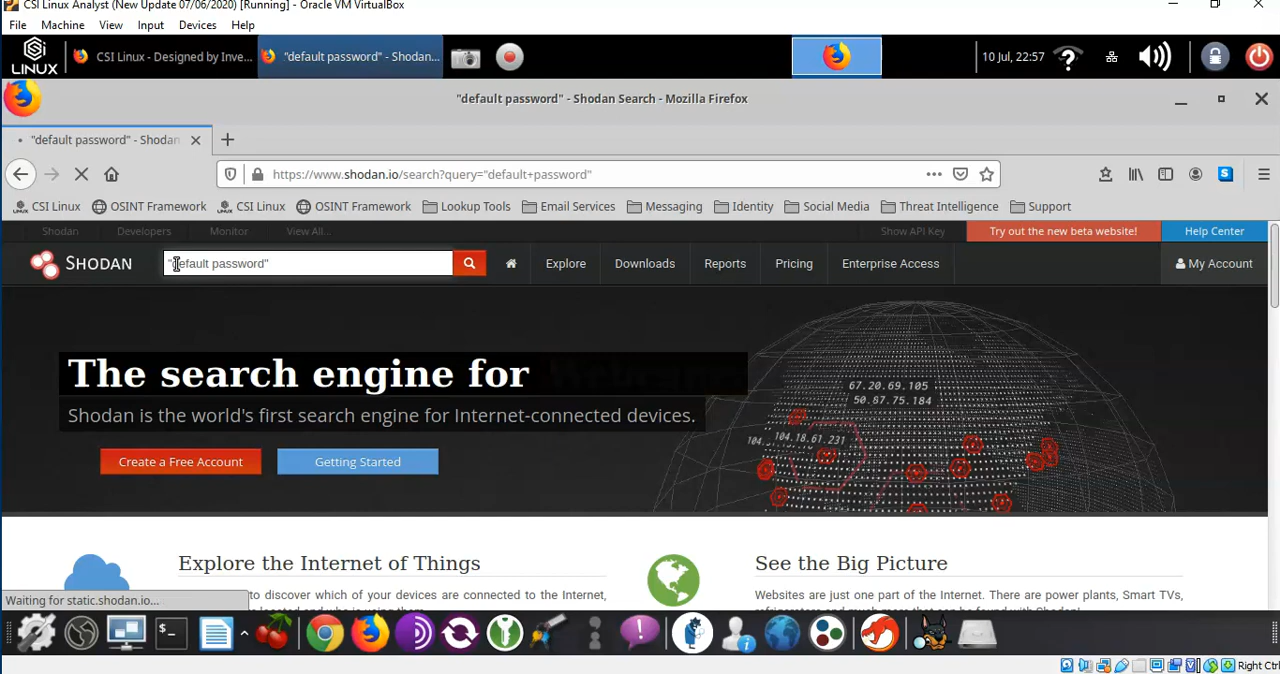 CSI Linux Analyst (New Update 07/06/2020) [Running] - Oracle VM VirtualBox
File Machine View Input Devices Help
CSI LINUX
CSI Linux - Designed by Inve...
"default password" - Shodan...
10 Jul, 22:57
"default password" - Shodan Search - Mozilla Firefox
"default password" - Shodan
https://www.shodan.io/search?query="default+password"
CSI Linux OSINT Framework CSI Linux OSINT Framework Lookup Tools Email Services Messaging Identity Social Media Threat Intelligence Support
Shodan Developers Monitor View All... Show API Key Try out the new beta website! Help Center
SHODAN "default password" Explore Downloads Reports Pricing Enterprise Access My Account
The search engine for
Shodan is the world's first search engine for Internet-connected devices.
Create a Free Account Getting Started
67.20.69.105
50.87.75.184
104.
104.18.61.231
Explore the Internet of Things
See the Big Picture
to discover which of your devices are connected to the Internet,
Websites are just one part of the Internet. There are power plants, Smart TVs,
Waiting for static.shodan.io...
Right Ctrl